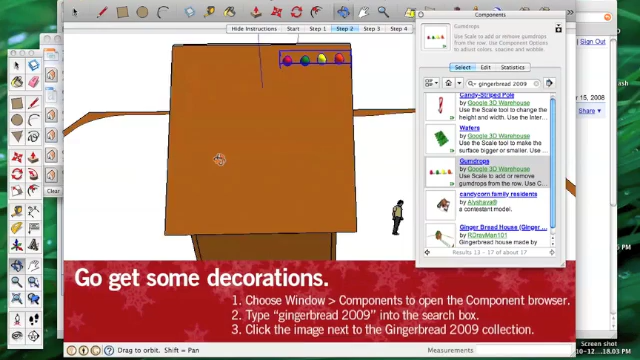 Components
Sign Out
Hide Instructions
Start
Step 1
Step 2
Step 3
Step 4
Gumdrops
Use Scale to add or remove gumdrops
from the row. Use Component Options
to adjust colors,
Select
Edit
Statistics
gingerbread 2009
15, 2008
Share
Candy-Striped Pole
by Google 3D Warehouse
Use the Scale tool to change the
height and width. Use the Inter...
Wafers
by Google 3D Warehouse
Use the Scale tool to make the
surface bigger or smaller. Use ...
Gumdrops
by Google 3D Warehouse
Use Scale to add or remove
gumdrops from the row. Use C...
candycorn family residents
by Alyshava®
a contestant model.
Ginger Bread House (Ginger ...
by RDreyMan101
Gingerbread house made by
Results 13 - 17 of about 17
Clear
Go get some decorations.
1. Choose Window > Components to open the Component browser.
2. Type “gingerbread 2009” into the search box.
3. Click the image next to the Gingerbread 2009 collection.
Drag to orbit. Shift = Pan
Measurements
Screen shot